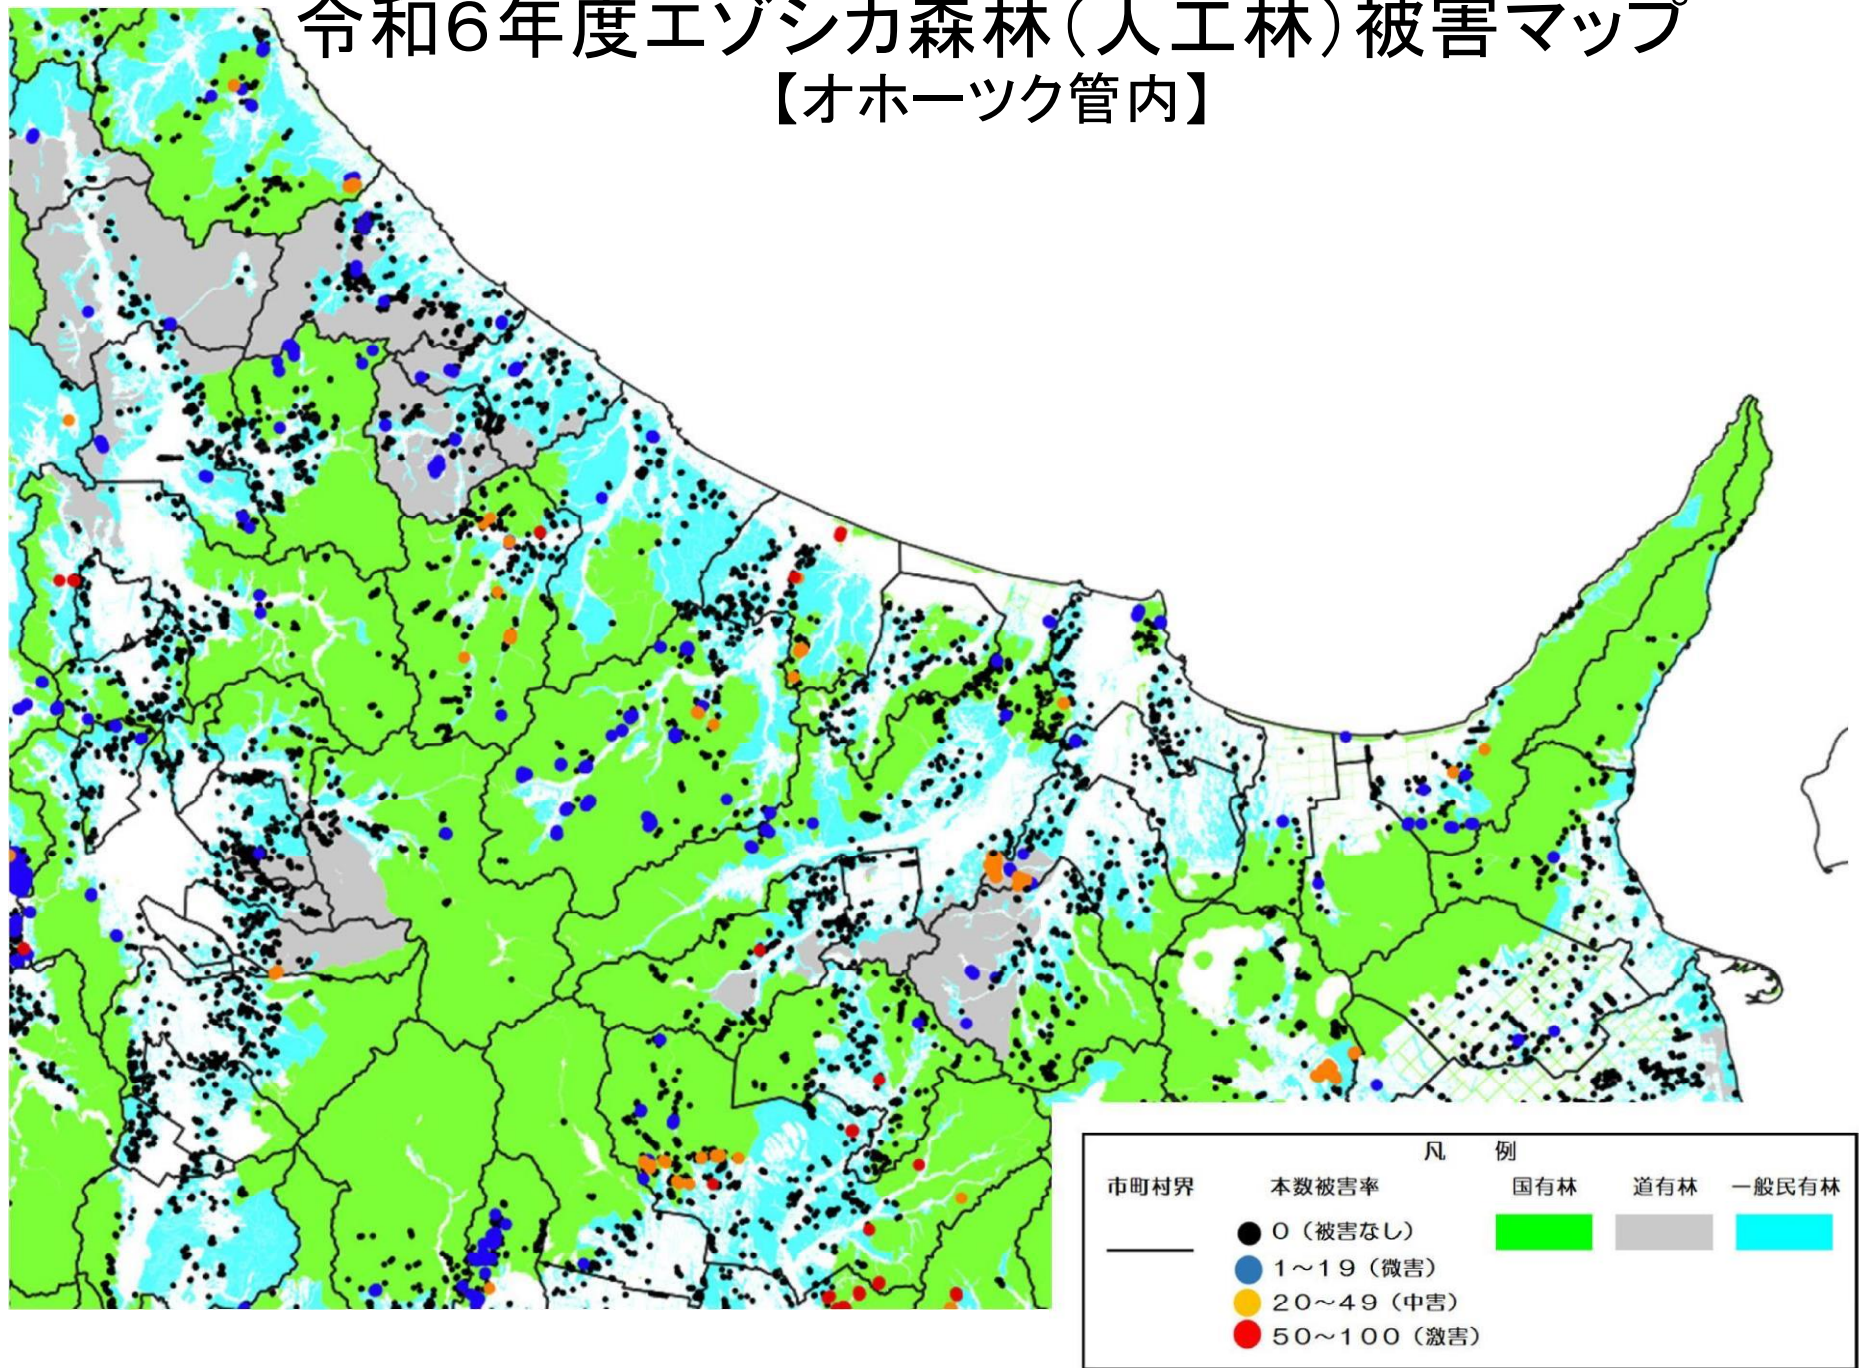 令和６年度エゾシカ森林（人工林）被害マップ
【オホーツク管内】
凡　例
市町村界　本数被害率　国有林　道有林　一般民有林
０（被害なし）
１～１９（微害）
２０～４９（中害）
５０～１００（激害）